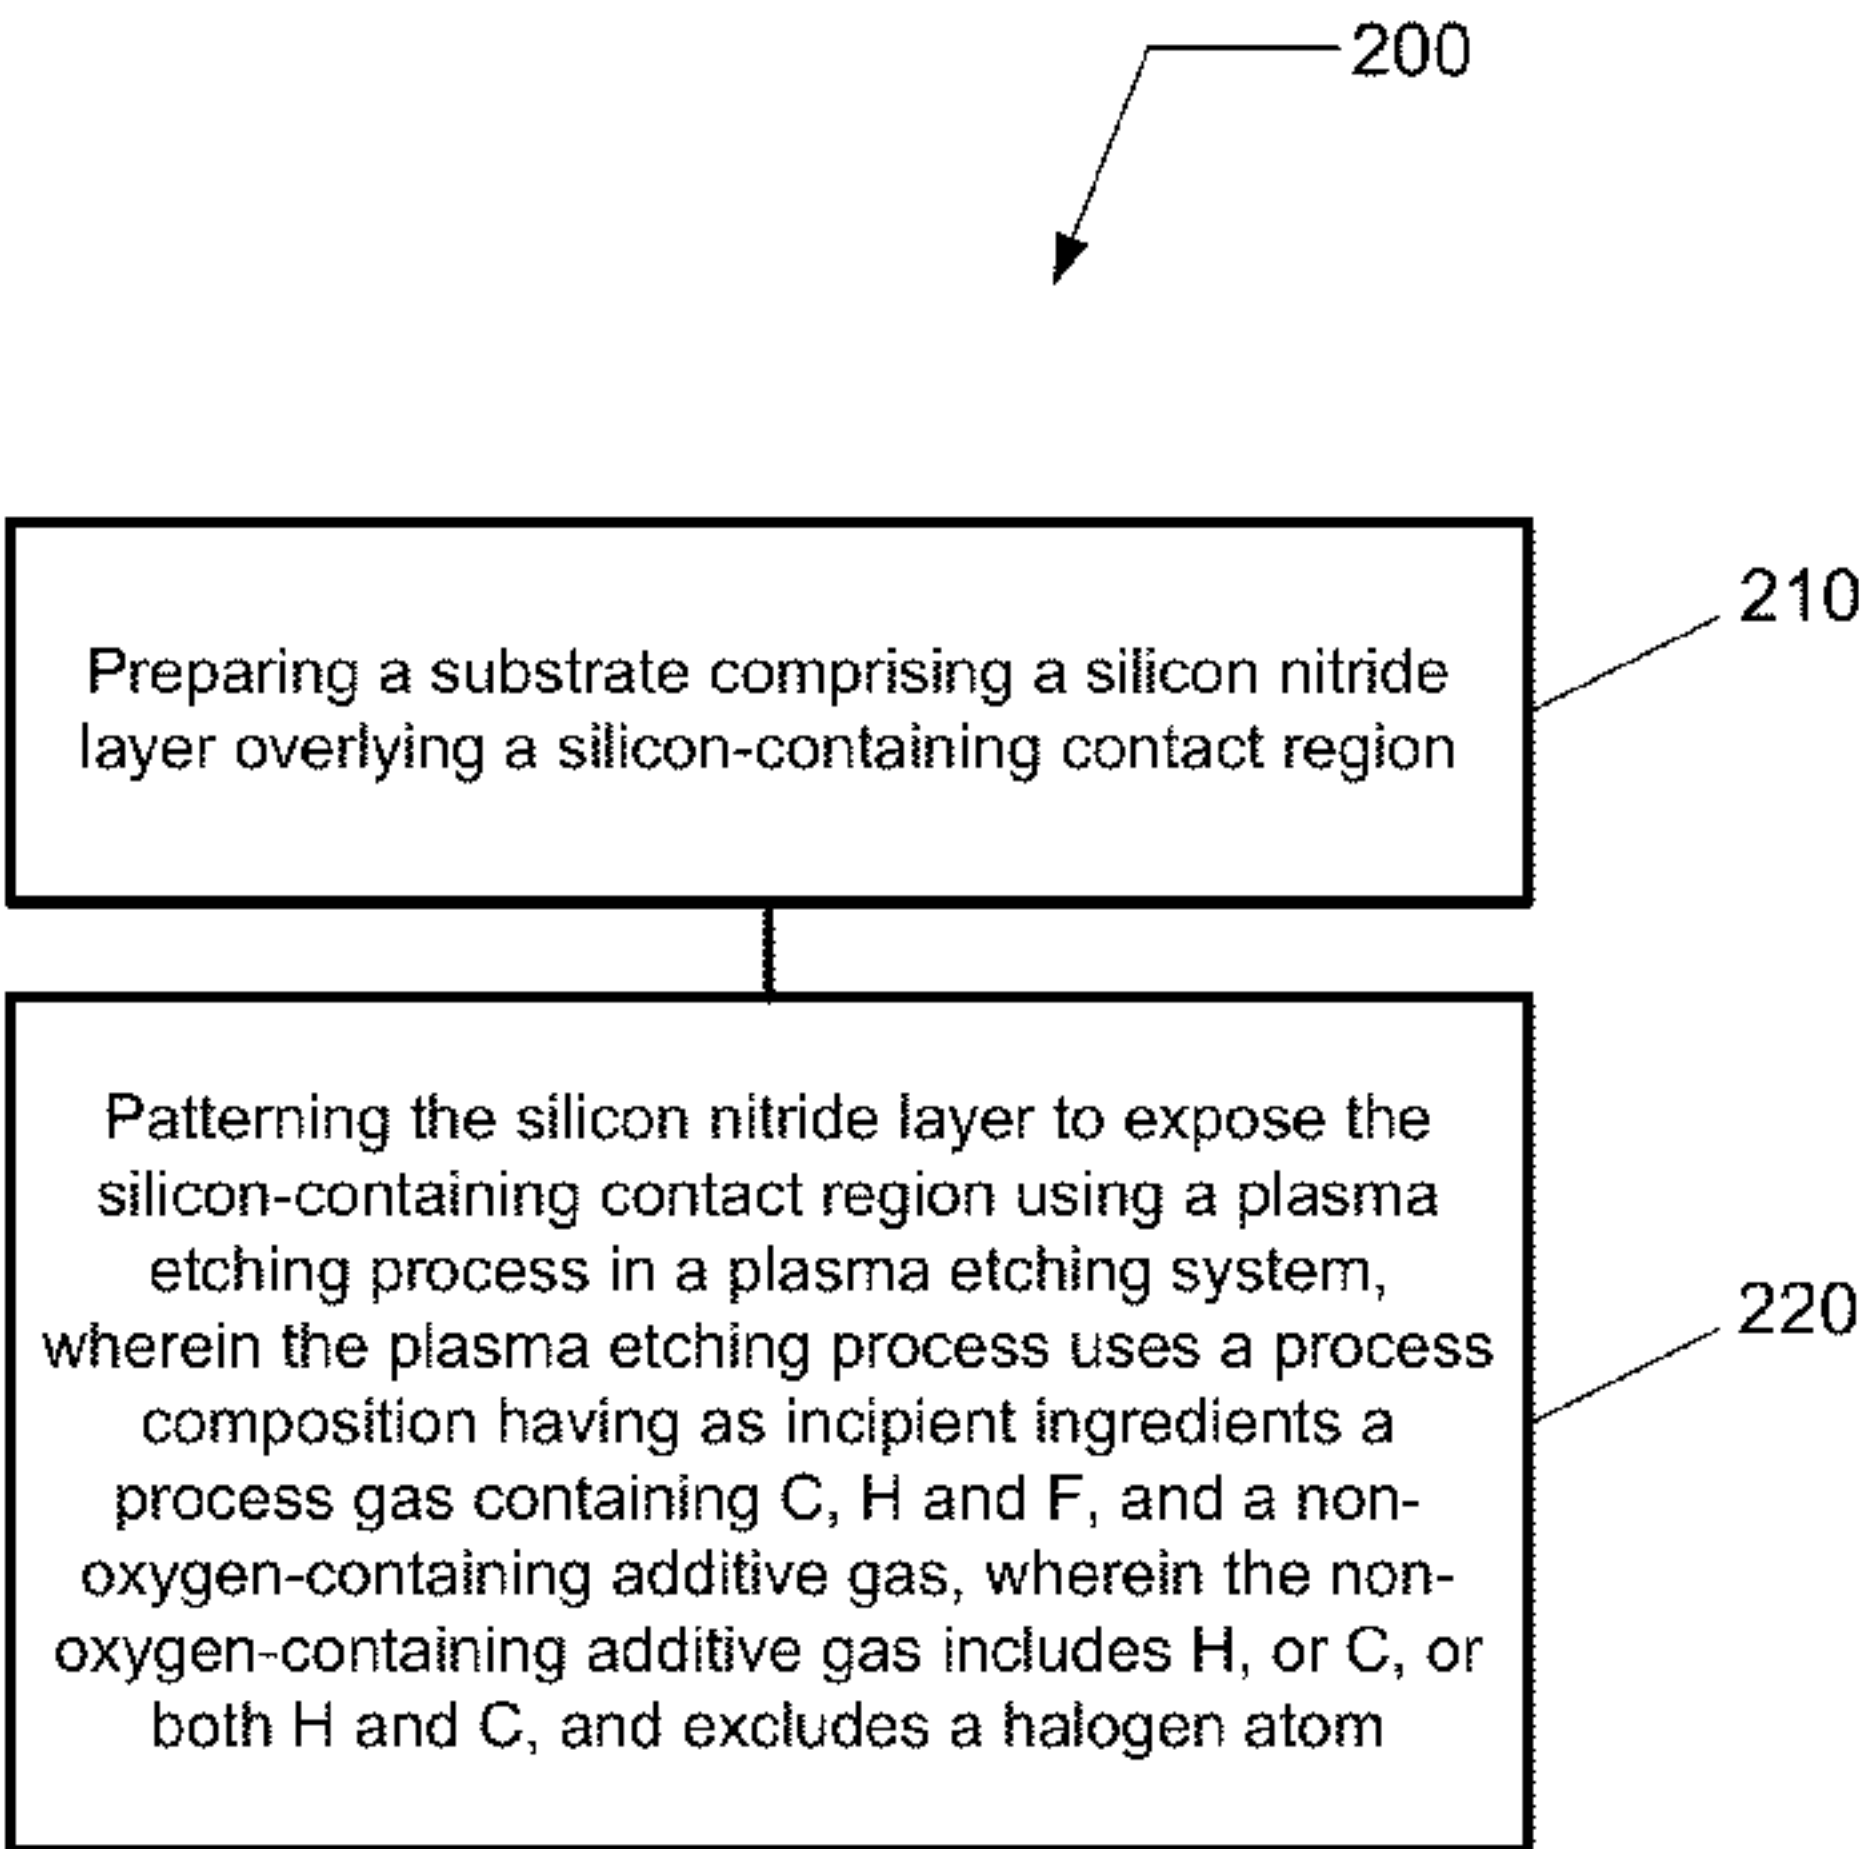 200
210
Preparing a substrate comprising a silicon nitride
layer overlying a silicon-containing contact region
Patterning the silicon nitride layer to expose the
silicon-containing contact region using a plasma
etching process in a plasma etching system,
wherein the plasma etching process uses a process
composition having as incipient ingredients a
process gas containing C, H and F, and a non-
oxygen-containing additive gas, wherein the non-
oxygen-containing additive gas includes H, or C, or
both H and C, and excludes a halogen atom
220